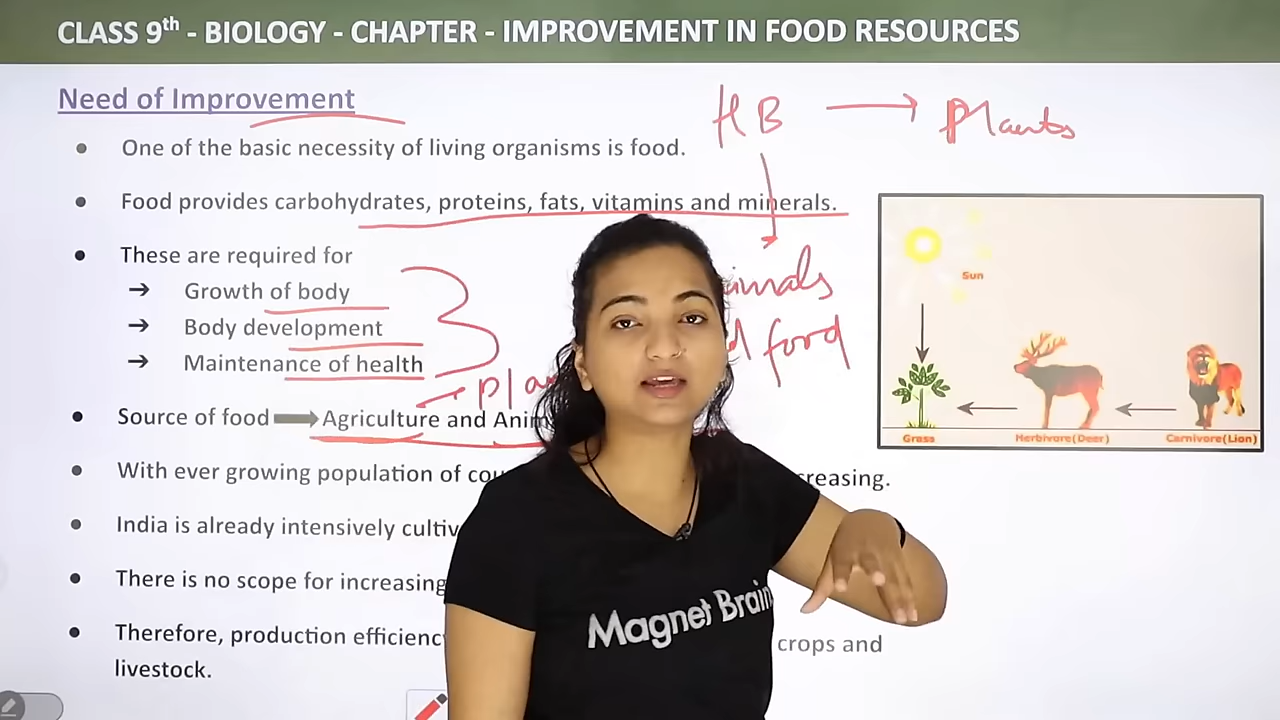 CLASS 9th - BIOLOGY - CHAPTER - IMPROVEMENT IN FOOD RESOURCES
Need of Improvement
HB → Plants
• One of the basic necessity of living organisms is food.
• Food provides carbohydrates, proteins, fats, vitamins and minerals.
• These are required for
→ Growth of body
→ Body development
→ Maintenance of health
food
• Source of food → Agriculture and
• With ever growing population of
• India is already intensively
• There is no scope for increasing
• Therefore, production
crops and
livestock.
Sun
Grass
Herbivore(Deer)
Carnivore(Lion)
Magnet Brain